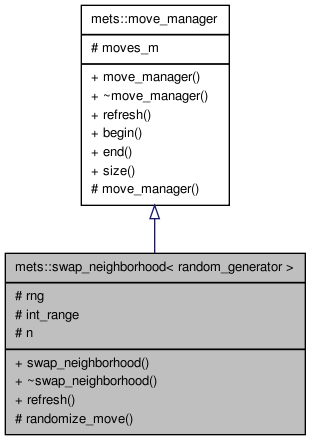 mets::move_manager
# moves_m
+ move_manager()
+ ~move_manager()
+ refresh()
+ begin()
+ end()
+ size()
# move_manager()
mets::swap_neighborhood< random_generator >
# rng
# int_range
# n
+ swap_neighborhood()
+ ~swap_neighborhood()
+ refresh()
# randomize_move()